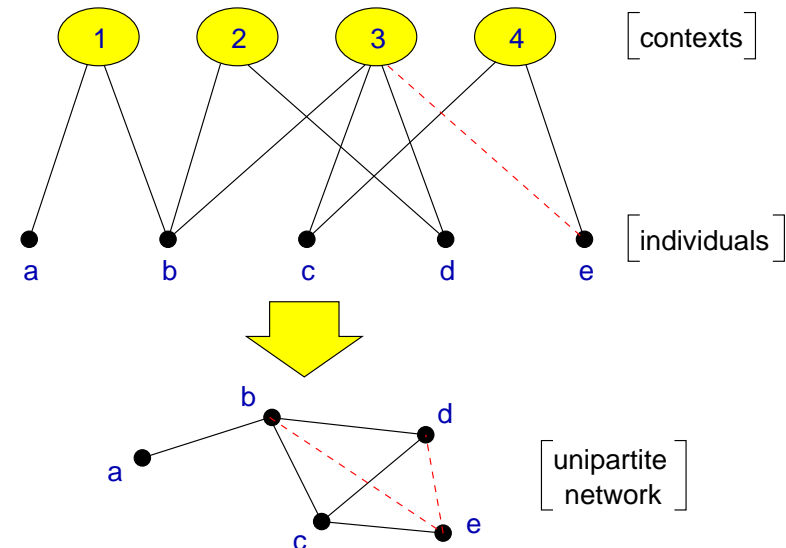 1 2 3 4 [contexts]
[individuals]
a b c d e
b
d
a
[unipartite
network]
e
c